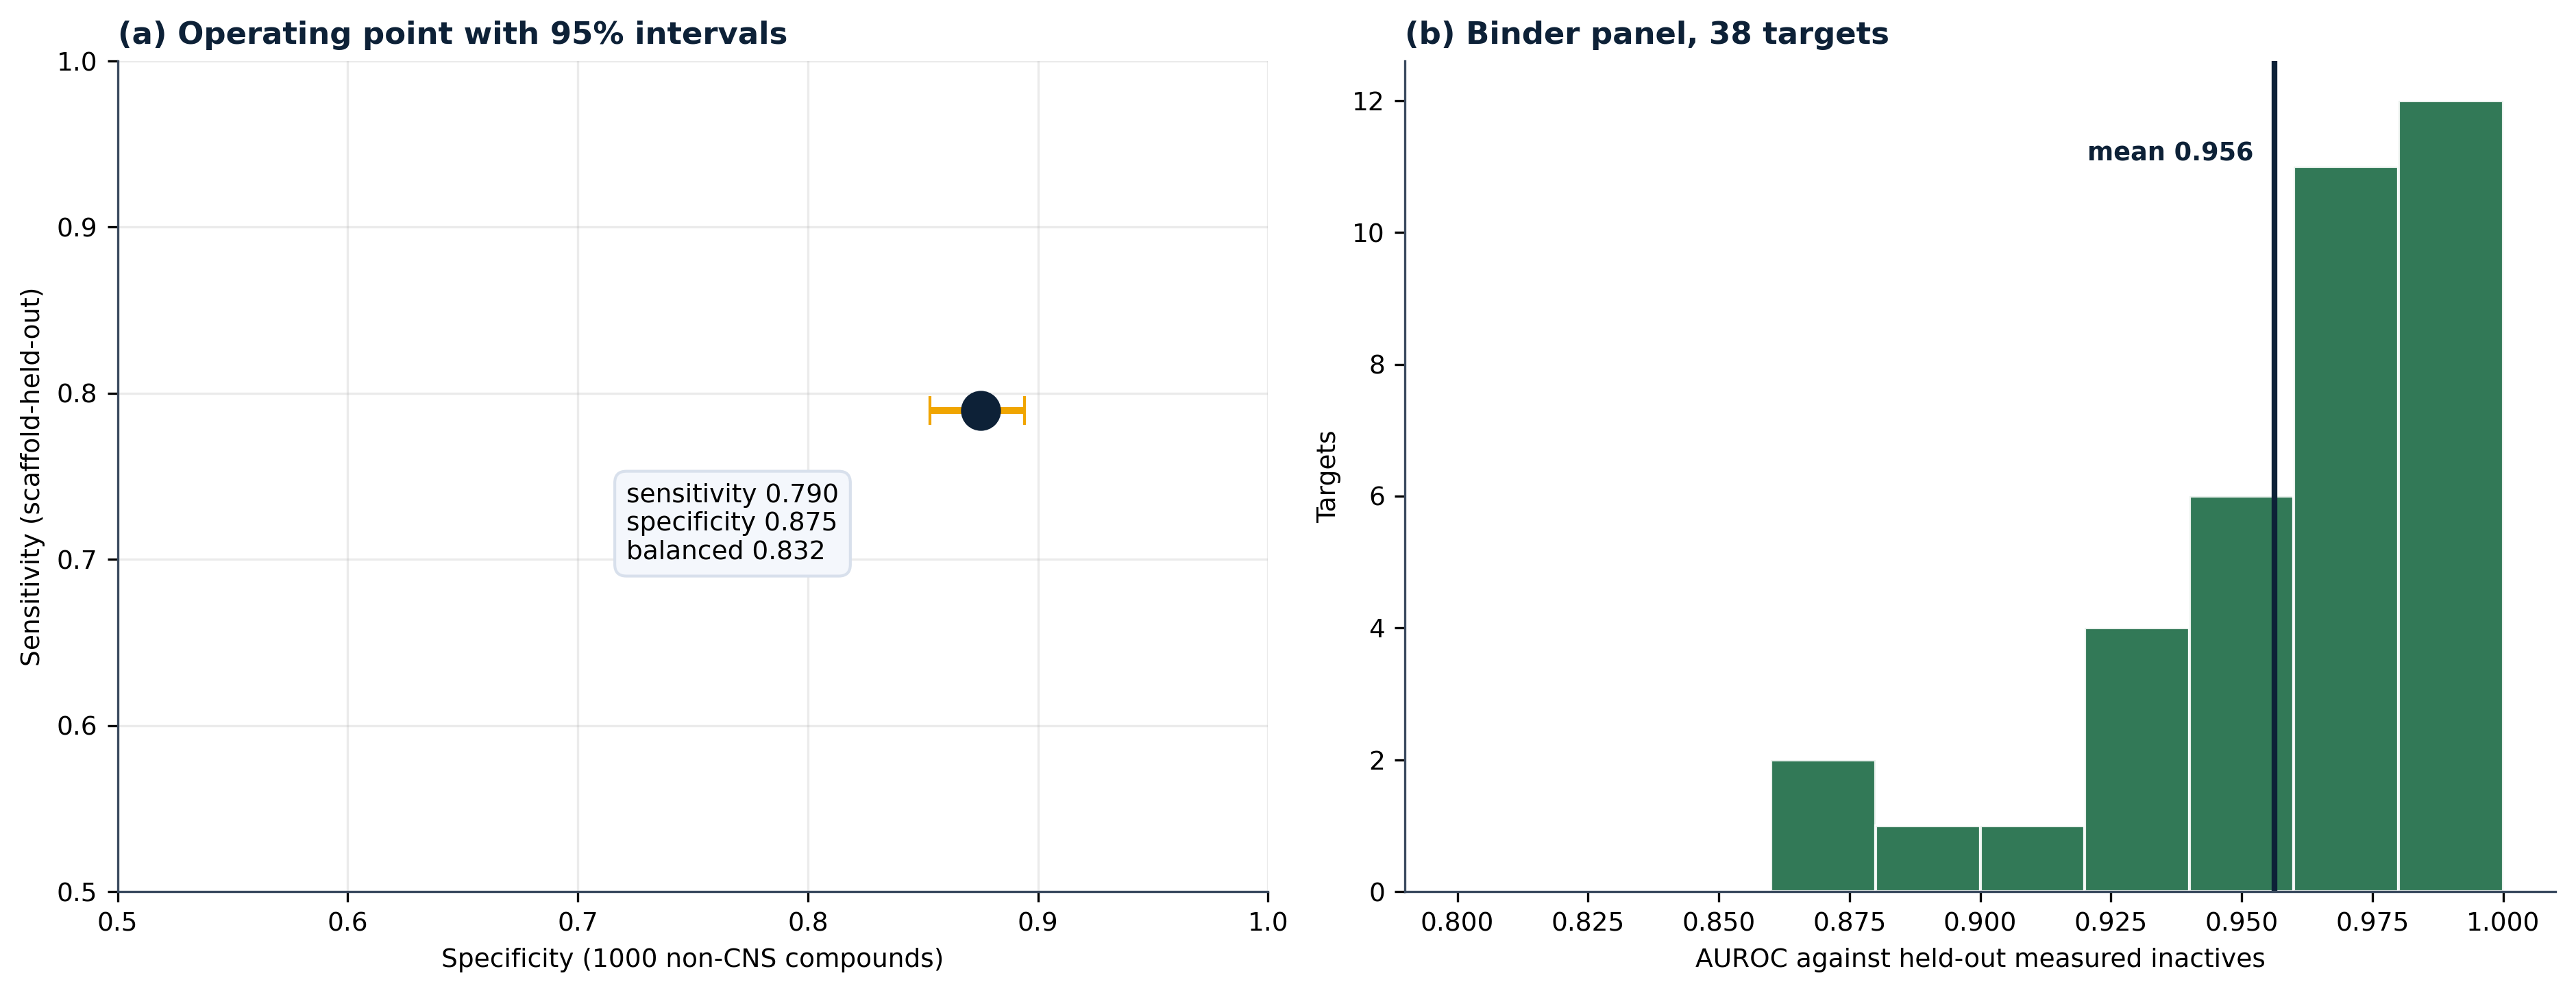 (a) Operating point with 95% intervals
1.0
0.9
0.8
0.7
0.6
0.5
Sensitivity (scaffold-held-out)
sensitivity 0.790
specificity 0.875
balanced 0.832
0.5 0.6 0.7 0.8 0.9 1.0
Specificity (1000 non-CNS compounds)
(b) Binder panel, 38 targets
12
10
8
6
4
2
0
Targets
mean 0.956
0.800 0.825 0.850 0.875 0.900 0.925 0.950 0.975 1.000
AUROC against held-out measured inactives